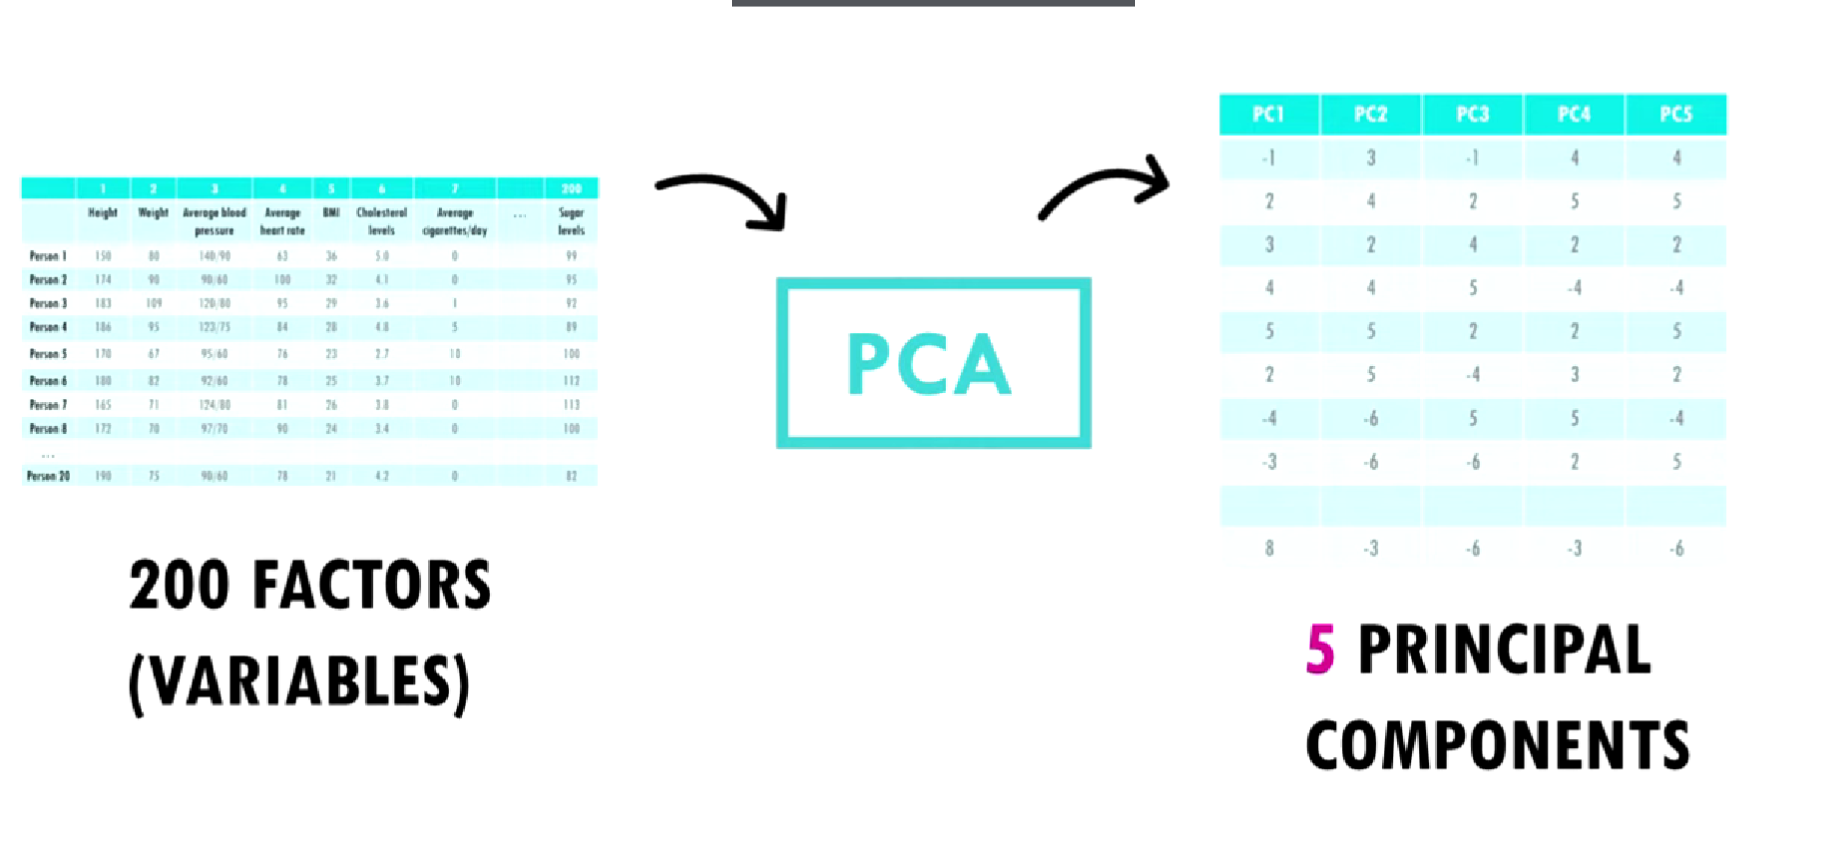 1 2 3 4 5 6 7 200
Height Weight Average blood pressure Average heart rate BMI Cholesterol levels Average cigarettes/day ... Sugar levels
Person 1 150 80 140/90 63 36 5.0 0 99
Person 2 174 90 90/60 100 32 4.1 0 95
Person 3 183 109 120/80 95 29 3.6 1 92
Person 4 186 95 123/75 84 28 4.8 5 89
Person 5 170 67 95/60 76 23 2.7 10 100
Person 6 180 82 92/60 78 25 3.7 10 112
Person 7 165 71 124/80 81 26 3.8 0 113
Person 8 172 70 97/70 90 24 3.4 0 100
...
Person 20 190 75 90/60 78 21 4.2 0 82
200 FACTORS
(VARIABLES)
PCA
PC1 PC2 PC3 PC4 PC5
-1 3 -1 4 4
2 4 2 5 5
3 2 4 2 2
4 4 5 -4 -4
5 5 2 2 5
2 5 -4 3 2
-4 -6 5 5 -4
-3 -6 -6 2 5
8 -3 -6 -3 -6
5 PRINCIPAL
COMPONENTS